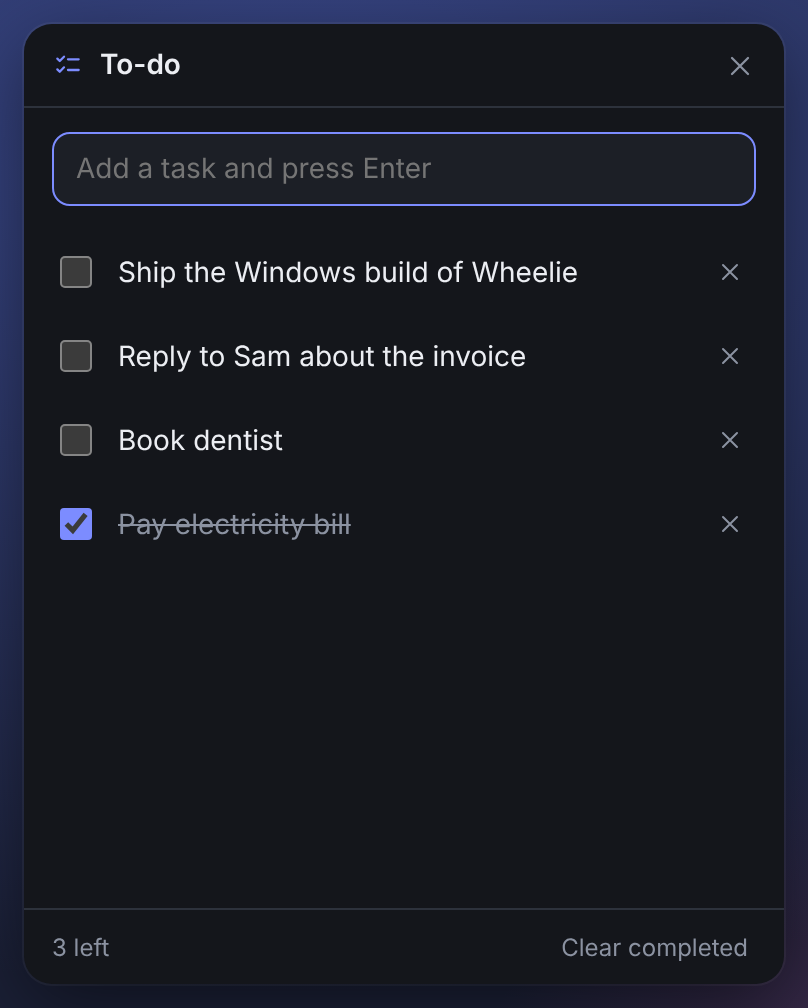 To-do
Add a task and press Enter
Ship the Windows build of Wheelie
Reply to Sam about the invoice
Book dentist
Pay electricity bill
3 left
Clear completed